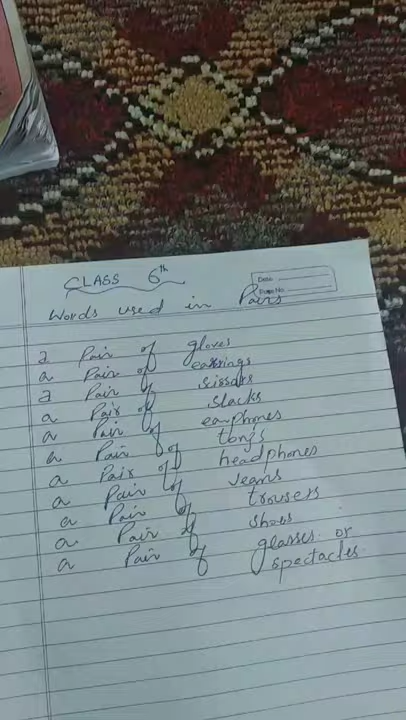 CLASS 6th
Date
Page No
Words used in Pairs
a Pair of gloves
a Pair of earrings
a Pair of scissors
a Pair of slacks
a Pair of earphones
a Pair of tongs
a Pair of headphones
a Pair of Jeans
a Pair of trousers
a Pair of shoes
a Pair of glasses or
spectacles.